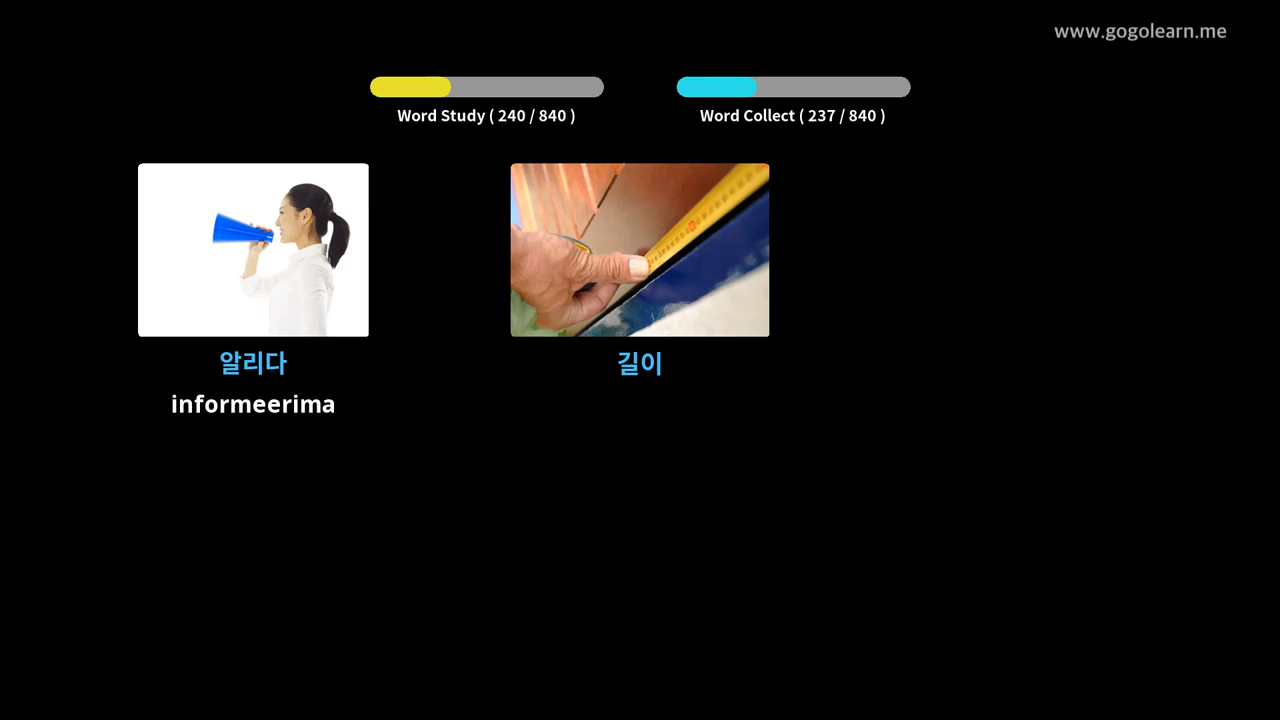 www.gogolearn.me
Word Study ( 240 / 840 )
Word Collect ( 237 / 840 )
알리다
길이
informeerima